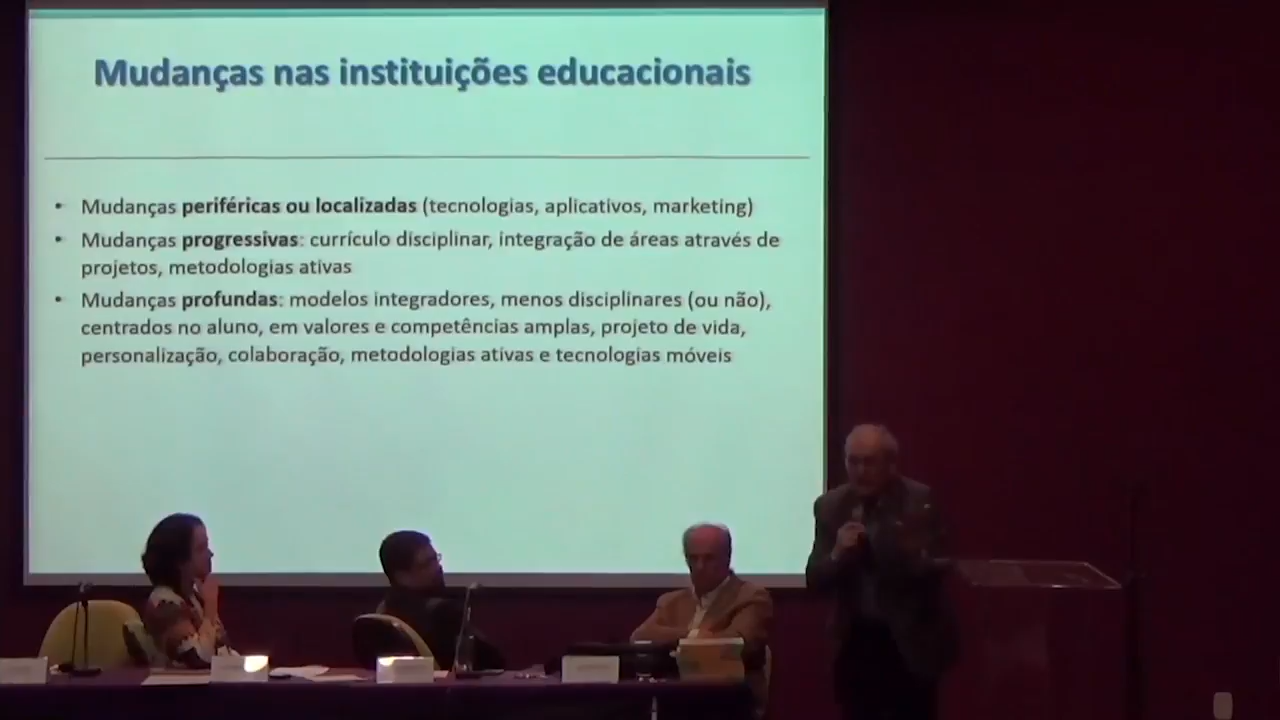 Mudanças nas instituições educacionais
• Mudanças periféricas ou localizadas (tecnologias, aplicativos, marketing)
• Mudanças progressivas: currículo disciplinar, integração de áreas através de
projetos, metodologias ativas
• Mudanças profundas: modelos integradores, menos disciplinares (ou não),
centrados no aluno, em valores e competências amplas, projeto de vida,
personalização, colaboração, metodologias ativas e tecnologias móveis